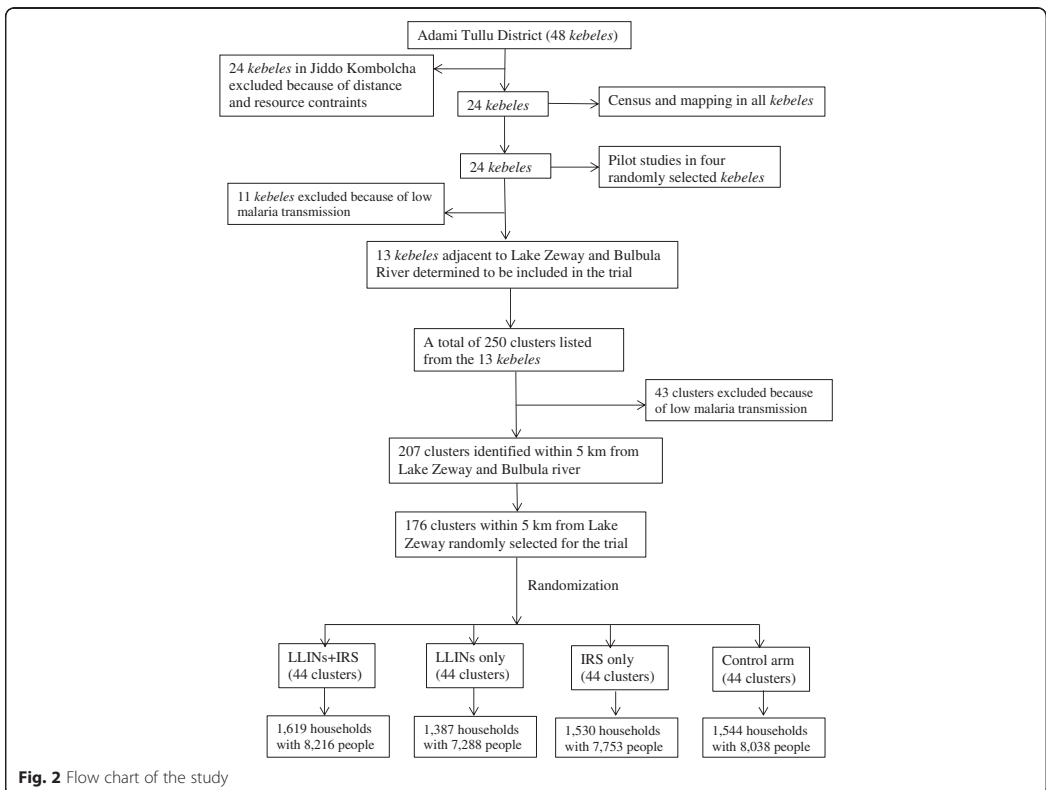 Adami Tullu District (48 kebeles)
24 kebeles in Jiddo Kombolcha
excluded because of distance
and resource contraints
24 kebeles
Census and mapping in all kebeles
24 kebeles
Pilot studies in four
randomly selected kebeles
11 kebeles excluded because of low
malaria transmission
13 kebeles adjacent to Lake Zeway and Bulbula
River determined to be included in the trial
A total of 250 clusters listed
from the 13 kebeles
43 clusters excluded because
of low malaria transmission
207 clusters identified within 5 km from
Lake Zeway and Bulbula river
176 clusters within 5 km from Lake
Zeway randomly selected for the trial
Randomization
LLINs+IRS
(44 clusters)
LLINs only
(44 clusters)
IRS only
(44 clusters)
Control arm
(44 clusters)
1,619 households
with 8,216 people
1,387 households
with 7,288 people
1,530 households
with 7,753 people
1,544 households
with 8,038 people
Fig. 2 Flow chart of the study